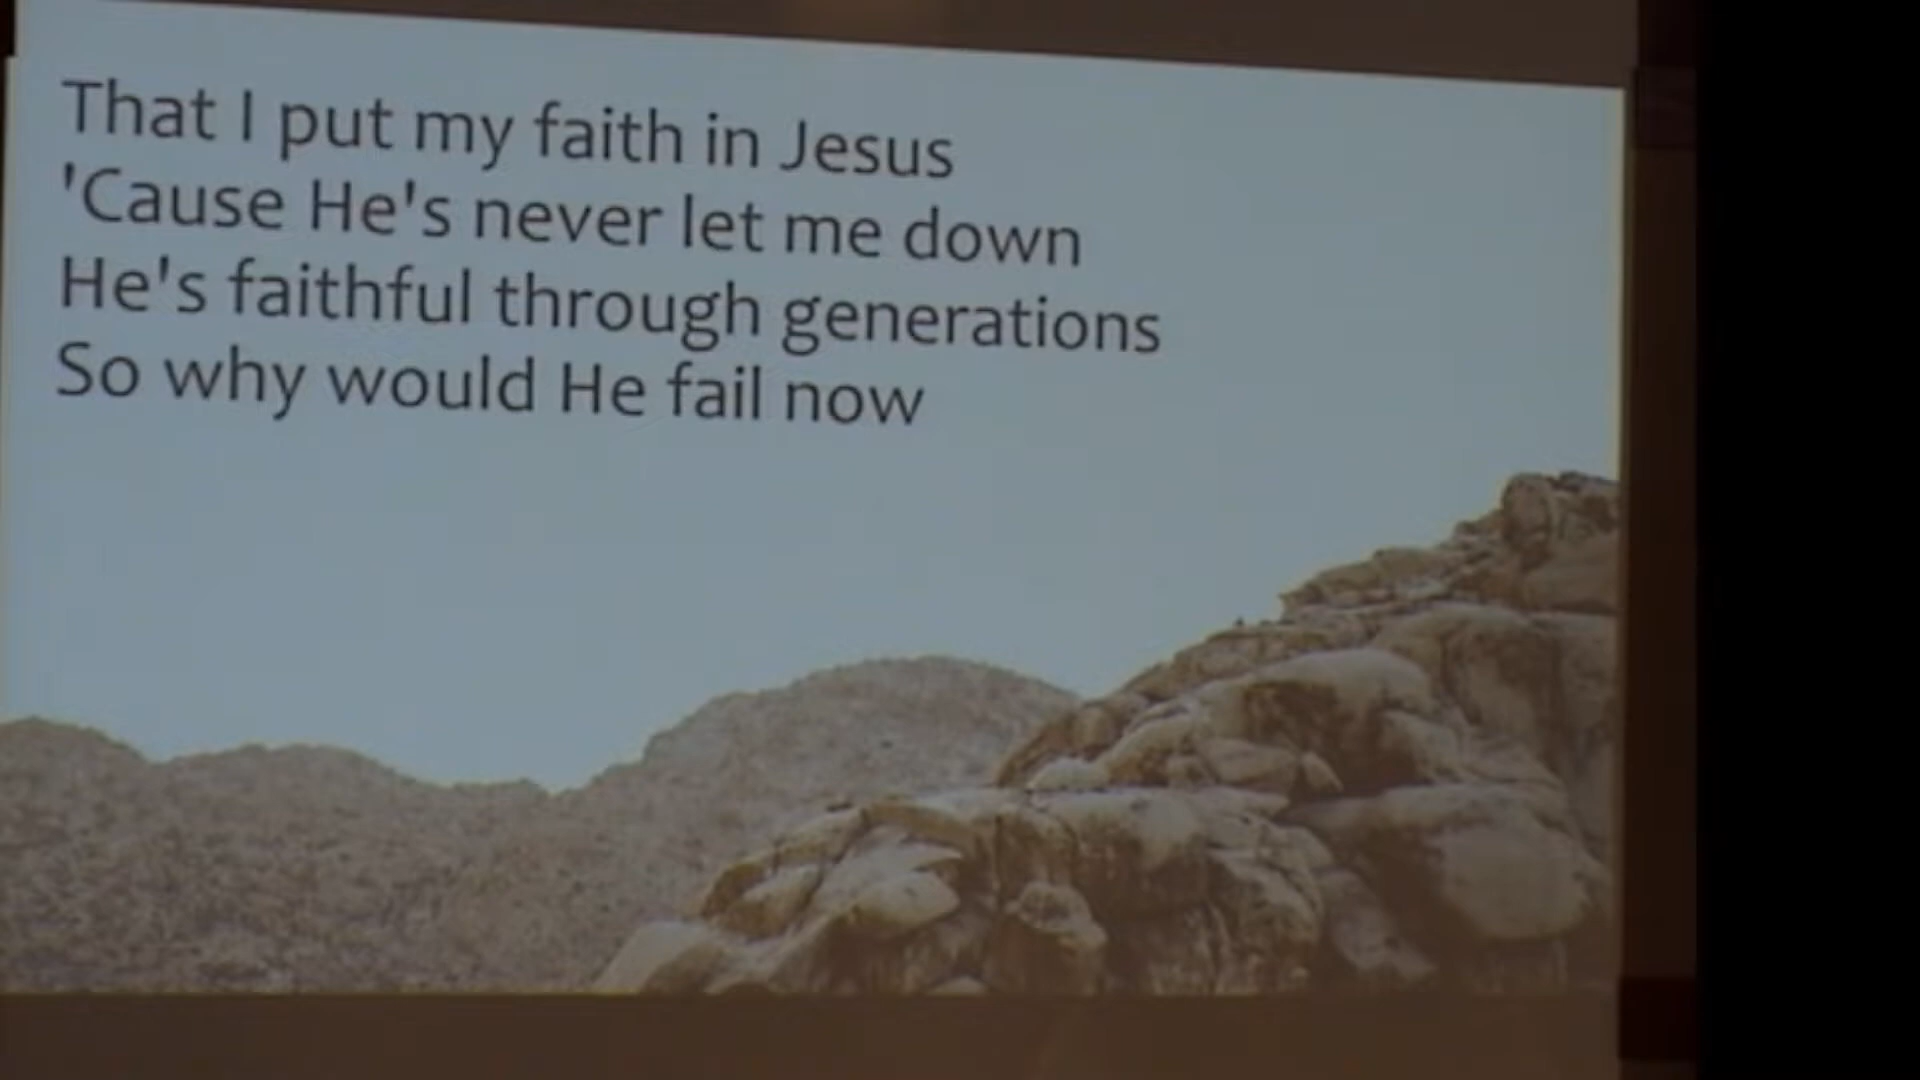 That I put my faith in Jesus
'Cause He's never let me down
He's faithful through generations
So why would He fail now